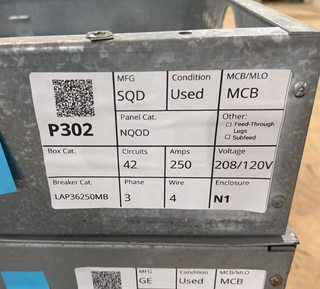 MFG Condition MCB/MLO
SQD Used MCB
P302
Panel Cat. Other:
NQOD
☐ Feed-Through
Lugs
☐ Subfeed
Box Cat. Circuits Amps Voltage
42 250 208/120V
Breaker Cat. Phase Wire Enclosure
LAP36250MB 3 4 N1
MFG Condition MCB/MLO
GE Used MCB